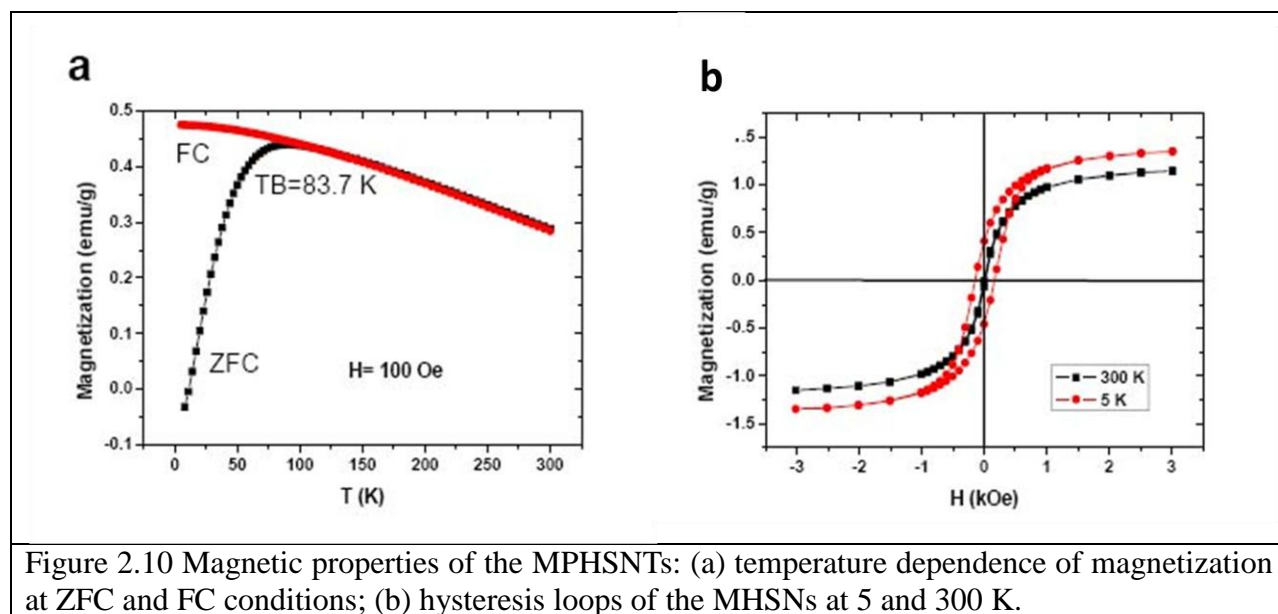 a
b
Magnetization (emu/g)
0.5
0.4
0.3
0.2
0.1
0.0
-0.1
FC
TB=83.7 K
ZFC
H= 100 Oe
0 50 100 150 200 250 300
T (K)
Magnetization (emu/g)
.5
1.0
0.5
0.0
-0.5
-1.0
-1.5
300 K
5 K
-3 -2 -1 0 1 2 3
H (kOe)
Figure 2.10 Magnetic properties of the MPHSNTs: (a) temperature dependence of magnetization
at ZFC and FC conditions; (b) hysteresis loops of the MHSNs at 5 and 300 K.